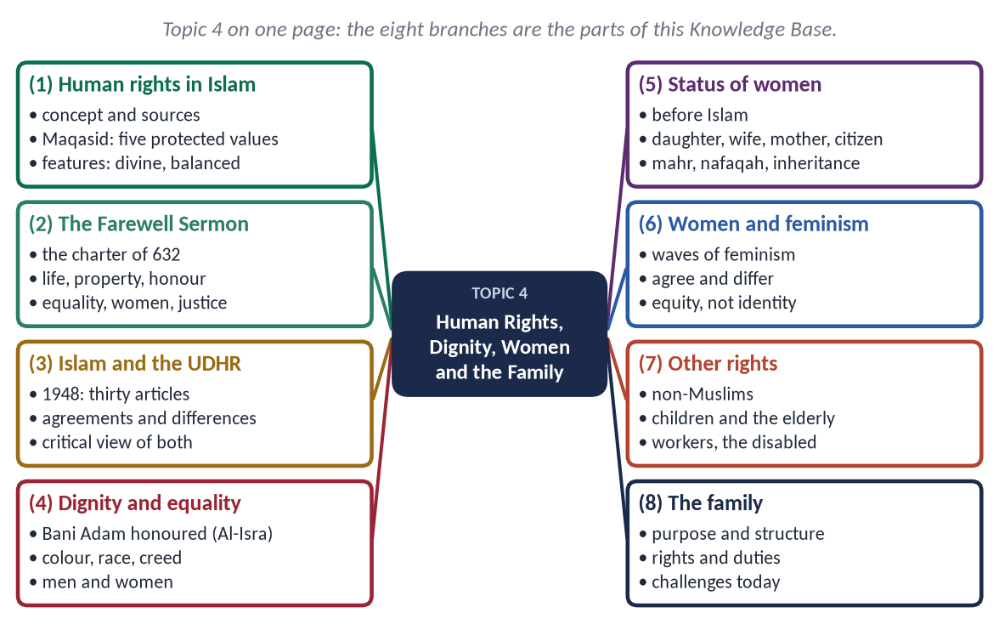 Topic 4 on one page: the eight branches are the parts of this Knowledge Base.
(1) Human rights in Islam
• concept and sources
• Maqasid: five protected values
• features: divine, balanced
(2) The Farewell Sermon
• the charter of 632
• life, property, honour
• equality, women, justice
(3) Islam and the UDHR
• 1948: thirty articles
• agreements and differences
• critical view of both
(4) Dignity and equality
• Bani Adam honoured (Al-Isra)
• colour, race, creed
• men and women
TOPIC 4
Human Rights,
Dignity, Women
and the Family
(5) Status of women
• before Islam
• daughter, wife, mother, citizen
• mahr, nafaqah, inheritance
(6) Women and feminism
• waves of feminism
• agree and differ
• equity, not identity
(7) Other rights
• non-Muslims
• children and the elderly
• workers, the disabled
(8) The family
• purpose and structure
• rights and duties
• challenges today